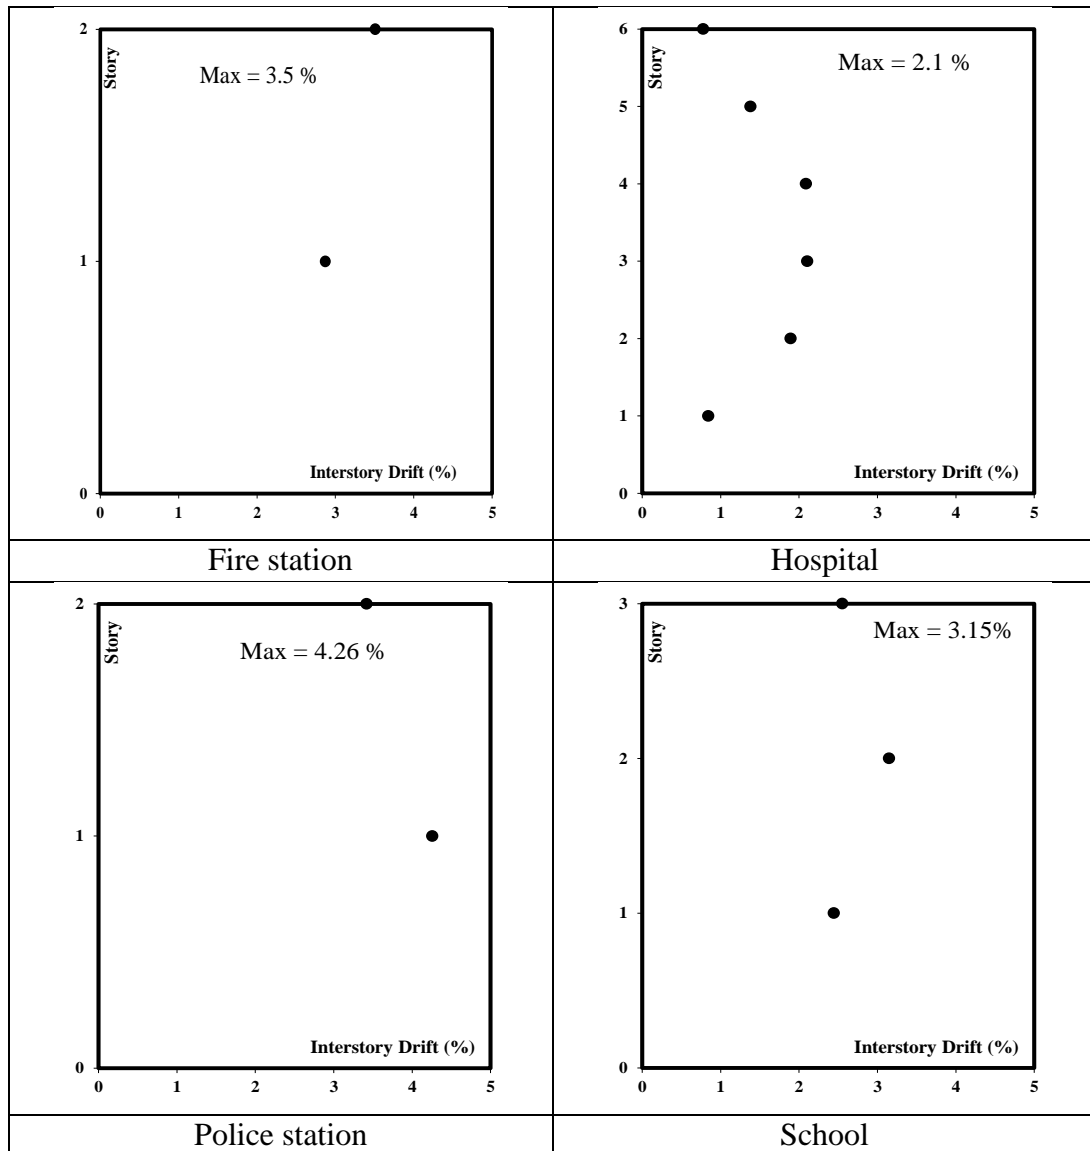 2
Story
Max = 3.5 %
1
Interstory Drift (%)
0
0 1 2 3 4 5
Fire station
6
Story
Max = 2.1 %
5
4
3
2
1
Interstory Drift (%)
0
0 1 2 3 4 5
Hospital
2
Story
Max = 4.26 %
1
Interstory Drift (%)
0
0 1 2 3 4 5
Police station
3
Story
Max = 3.15%
2
1
Interstory Drift (%)
0
0 1 2 3 4 5
School